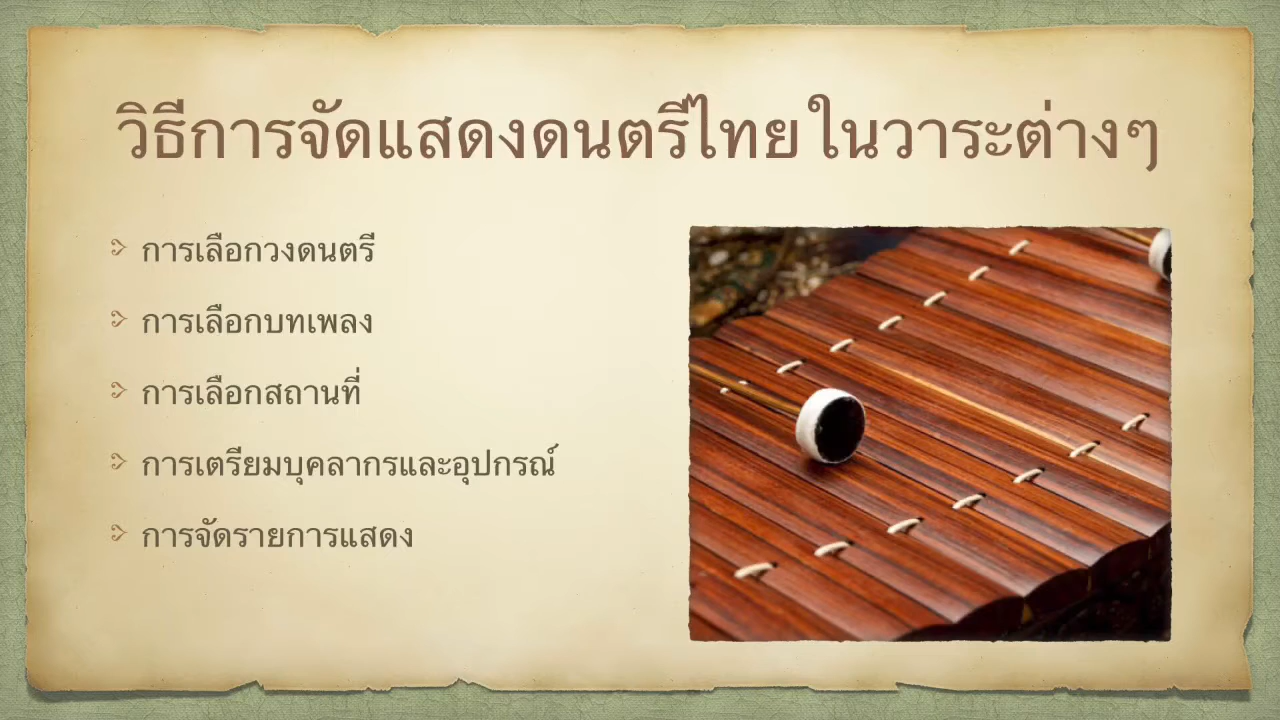 วิธีการจัดแสดงดนตรีไทย ในวาระต่างๆ
การเลือกวงดนตรี
การเลือกบทเพลง
การเลือกสถานที่
การเตรียมบุคลากรและอุปกรณ์
การจัดรายการแสดง